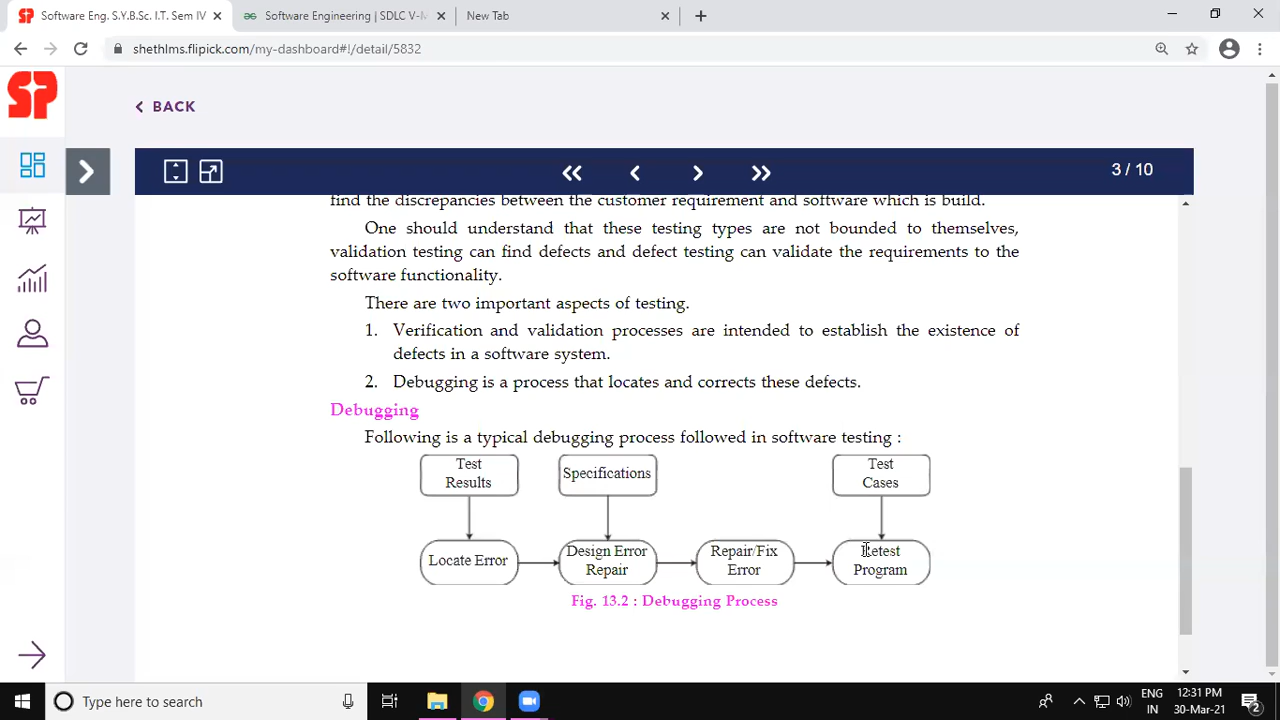 Software Eng. S.Y.B.Sc. I.T. Sem IV
Software Engineering | SDLC V-M
New Tab
shethlms.flipick.com/my-dashboard#!/detail/5832
SP
BACK
3 / 10
find the discrepancies between the customer requirement and software which is build.
One should understand that these testing types are not bounded to themselves,
validation testing can find defects and defect testing can validate the requirements to the
software functionality.
There are two important aspects of testing.
1. Verification and validation processes are intended to establish the existence of
defects in a software system.
2. Debugging is a process that locates and corrects these defects.
Debugging
Following is a typical debugging process followed in software testing :
Test
Results
Specifications
Test
Cases
Locate Error
Design Error
Repair
Repair/Fix
Error
Retest
Program
Fig. 13.2 : Debugging Process
Type here to search
ENG
IN
12:31 PM
30-Mar-21
2